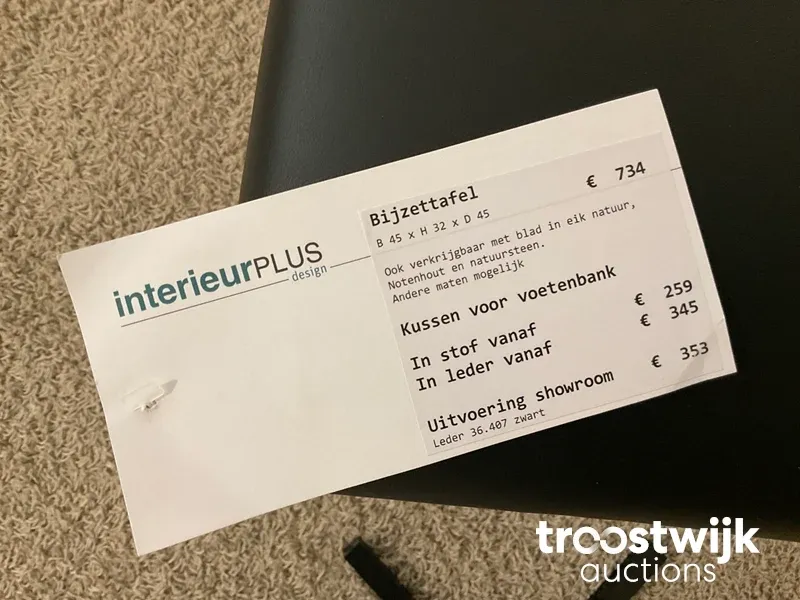 interieurPLUS
design
Bijzettafel € 734
B 45 x H 32 x D 45
Ook verkrijgbaar met blad in eik natuur,
Notenhout en natuursteen.
Andere maten mogelijk
Kussen voor voetenbank
In stof vanaf € 259
In leder vanaf € 345
Uitvoering showroom € 353
Leder 36.407 zwart
troostwijk
auctions